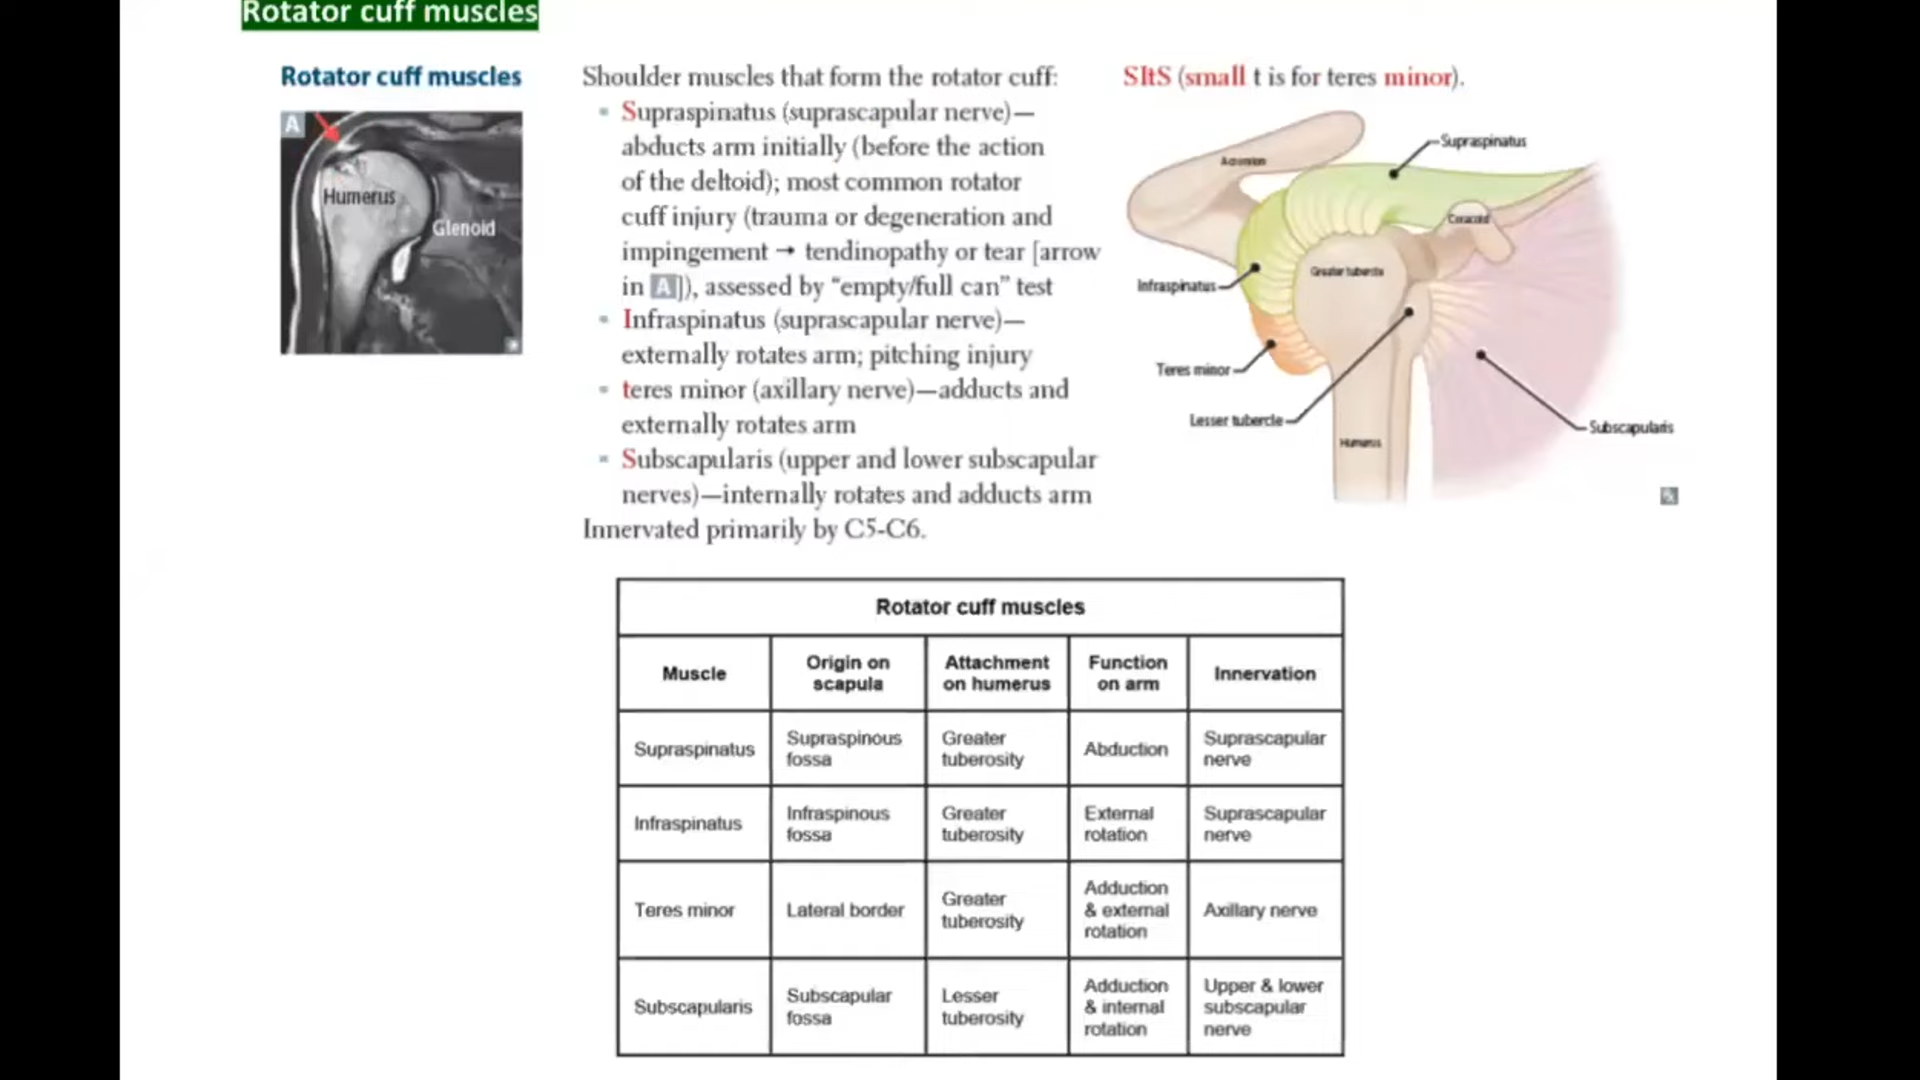 Rotator cuff muscles
Rotator cuff muscles
A
Humerus
Glenoid
Shoulder muscles that form the rotator cuff:
Supraspinatus (suprascapular nerve)—
abducts arm initially (before the action
of the deltoid); most common rotator
cuff injury (trauma or degeneration and
impingement → tendinopathy or tear [arrow
in A]), assessed by “empty/full can” test
Infraspinatus (suprascapular nerve)—
externally rotates arm; pitching injury
teres minor (axillary nerve)—adducts and
externally rotates arm
Subscapularis (upper and lower subscapular
nerves)—internally rotates and adducts arm
Innervated primarily by C5-C6.
SItS (small t is for teres minor).
Supraspinatus
Acromion
Coracoid
Greater tubercle
Infraspinatus
Teres minor
Lesser tubercle
Humerus
Subscapularis
Rotator cuff muscles
Muscle
Origin on
scapula
Attachment
on humerus
Function
on arm
Innervation
Supraspinatus
Supraspinous
fossa
Greater
tuberosity
Abduction
Suprascapular
nerve
Infraspinatus
Infraspinous
fossa
Greater
tuberosity
External
rotation
Suprascapular
nerve
Teres minor
Lateral border
Greater
tuberosity
Adduction
& external
rotation
Axillary nerve
Subscapularis
Subscapular
fossa
Lesser
tuberosity
Adduction
& internal
rotation
Upper & lower
subscapular
nerve